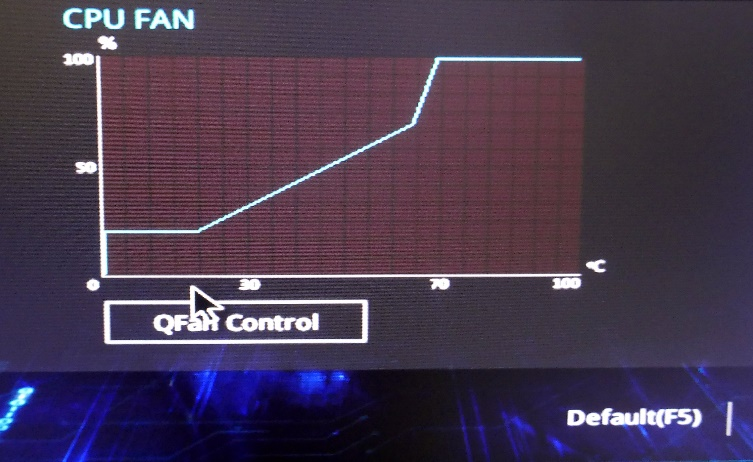 CPU FAN
%
100
50
0 30 70 100 °C
QFan Control
Default(F5)